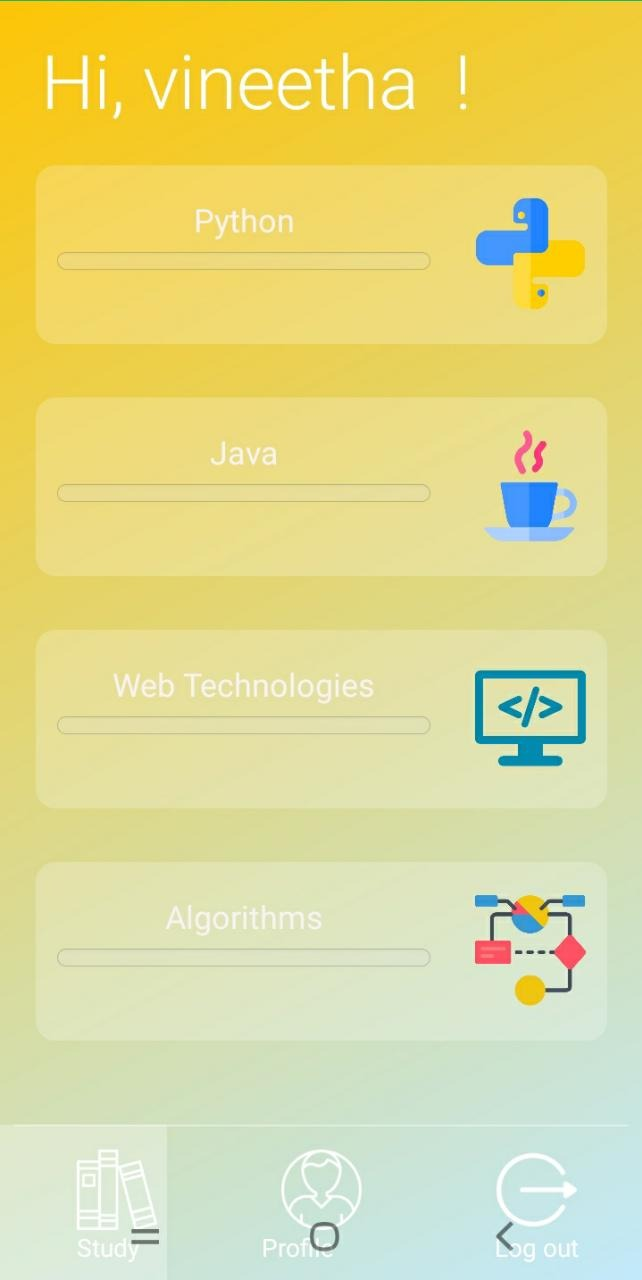 Hi, vineetha !
Python
Java
Web Technologies
</>
Algorithms
Study
Profile
Log out